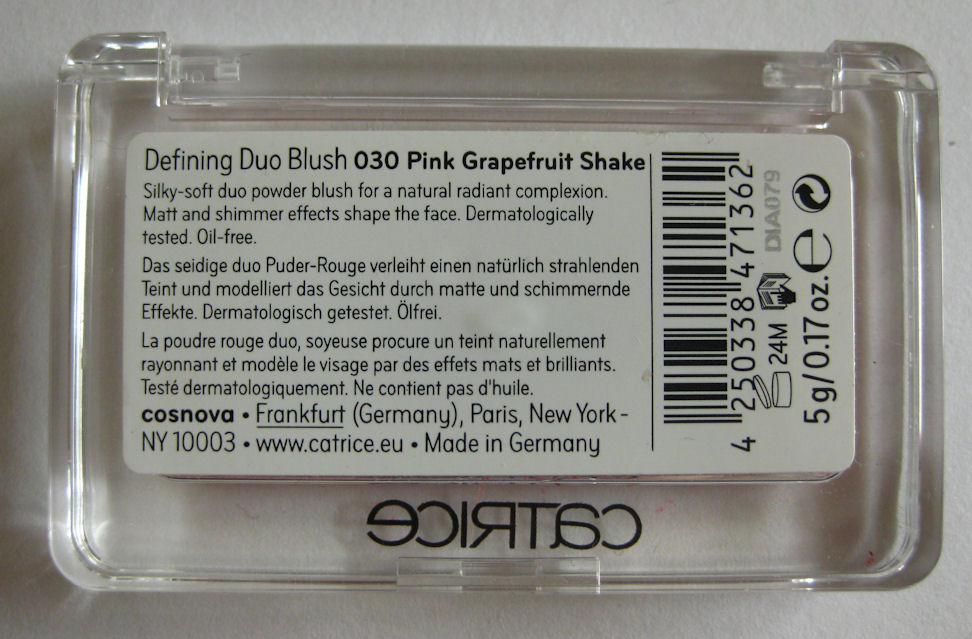 Defining Duo Blush 030 Pink Grapefruit Shake
Silky-soft duo powder blush for a natural radiant complexion.
Matt and shimmer effects shape the face. Dermatologically
tested. Oil-free.
Das seidige duo Puder-Rouge verleiht einen natürlich strahlenden
Teint und modelliert das Gesicht durch matte und schimmernde
Effekte. Dermatologisch getestet. Ölfrei.
La poudre rouge duo, soyeuse procure un teint naturellement
rayonnant et modèle le visage par des effets mats et brilliants.
Testé dermatologiquement. Ne contient pas d'huile.
cosnova • Frankfurt (Germany), Paris, New York -
NY 10003 • www.catrice.eu • Made in Germany
4 250338 471362
DIA079
24M
5 g/0.17 oz. e
CATRICE